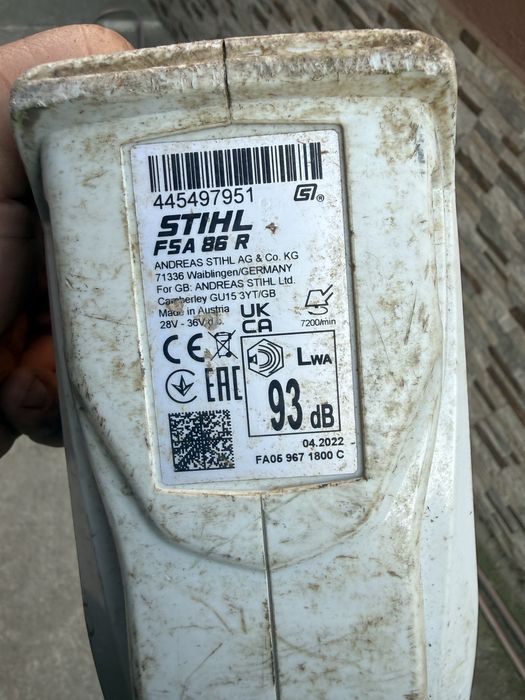 445497951
STIHL
FSA 86 R
ANDREAS STIHL AG & Co. KG
71336 Waiblingen/GERMANY
For GB: ANDREAS STIHL Ltd.
Camberley GU15 3YT/GB
Made in Austria
28V - 36V d.c.
UK
CA
7200/min
CE
EAC
LWA
93 dB
04.2022
FA05 967 1800 C